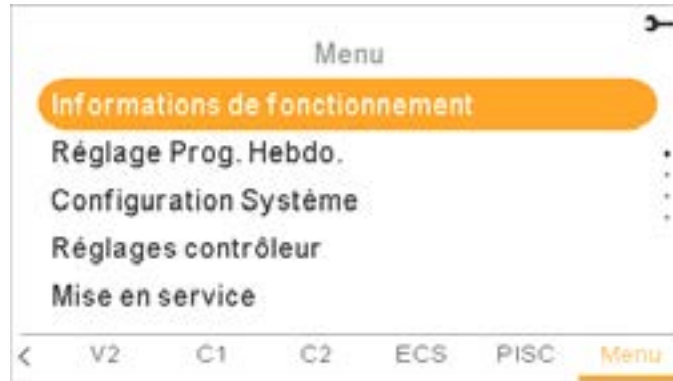 Menu
Informations de fonctionnement
Réglage Prog. Hebdo.
Configuration Système
Réglages contrôleur
Mise en service
< V2 C1 C2 ECS PISC Menu